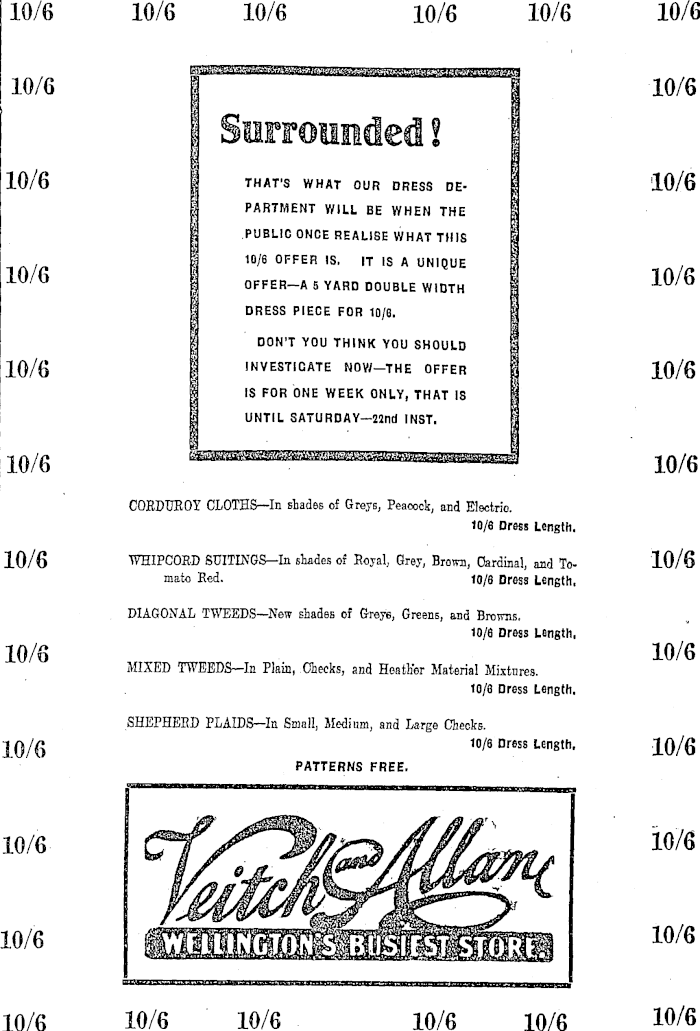 10/6 10/6 10/6 10/6 10/6 10/6
10/6 10/6
Surrounded!
10/6 10/6
THAT'S WHAT OUR DRESS DE-
PARTMENT WILL BE WHEN THE
PUBLIC ONCE REALISE WHAT THIS
10/6 OFFER IS. IT IS A UNIQUE
10/6 10/6
OFFER—A 5 YARD DOUBLE WIDTH
DRESS PIECE FOR 10/6.
DON'T YOU THINK YOU SHOULD
10/6 10/6
INVESTIGATE NOW—THE OFFER
IS FOR ONE WEEK ONLY, THAT IS
UNTIL SATURDAY—22nd INST.
10/6 10/6
CORDUROY CLOTHS—In shades of Greys, Peacock, and Electric.
10/6 Dress Length.
10/6 10/6
WHIPCORD SUITINGS—In shades of Royal, Grey, Brown, Cardinal, and To-
mato Red. 10/6 Dress Length.
DIAGONAL TWEEDS—New shades of Greys, Greens, and Browns.
10/6 Dress Length.
10/6 10/6
MIXED TWEEDS—In Plain, Checks, and Heather Material Mixtures.
10/6 Dress Length.
SHEPHERD PLAIDS—In Small, Medium, and Large Checks.
10/6 Dress Length.
10/6 10/6
PATTERNS FREE.
10/6 10/6
Veitch and Allan
10/6 10/6
WELLINGTON'S BUSIEST STORE.
10/6 10/6 10/6 10/6 10/6 10/6